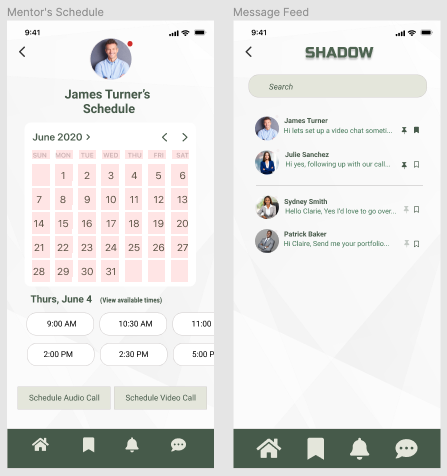 Mentor's Schedule
9:41
James Turner's
Schedule
June 2020
SUN MON TUE WED THU FRI SAT
1 2 3 4 5 6
7 8 9 10 11 12 13
14 15 16 17 18 19 20
21 22 23 24 25 26 27
28 29 30 31
Thurs, June 4 (View available times)
9:00 AM 10:30 AM 11:00
2:00 PM 2:30 PM 5:00 P
Schedule Audio Call Schedule Video Call
Message Feed
9:41
SHADOW
Search
James Turner
Hi lets set up a video chat someti...
Julie Sanchez
Hi yes, following up with our call...
Sydney Smith
Hello Clarie, Yes I'd love to go over...
Patrick Baker
Hi Claire, Send me your portfolio...